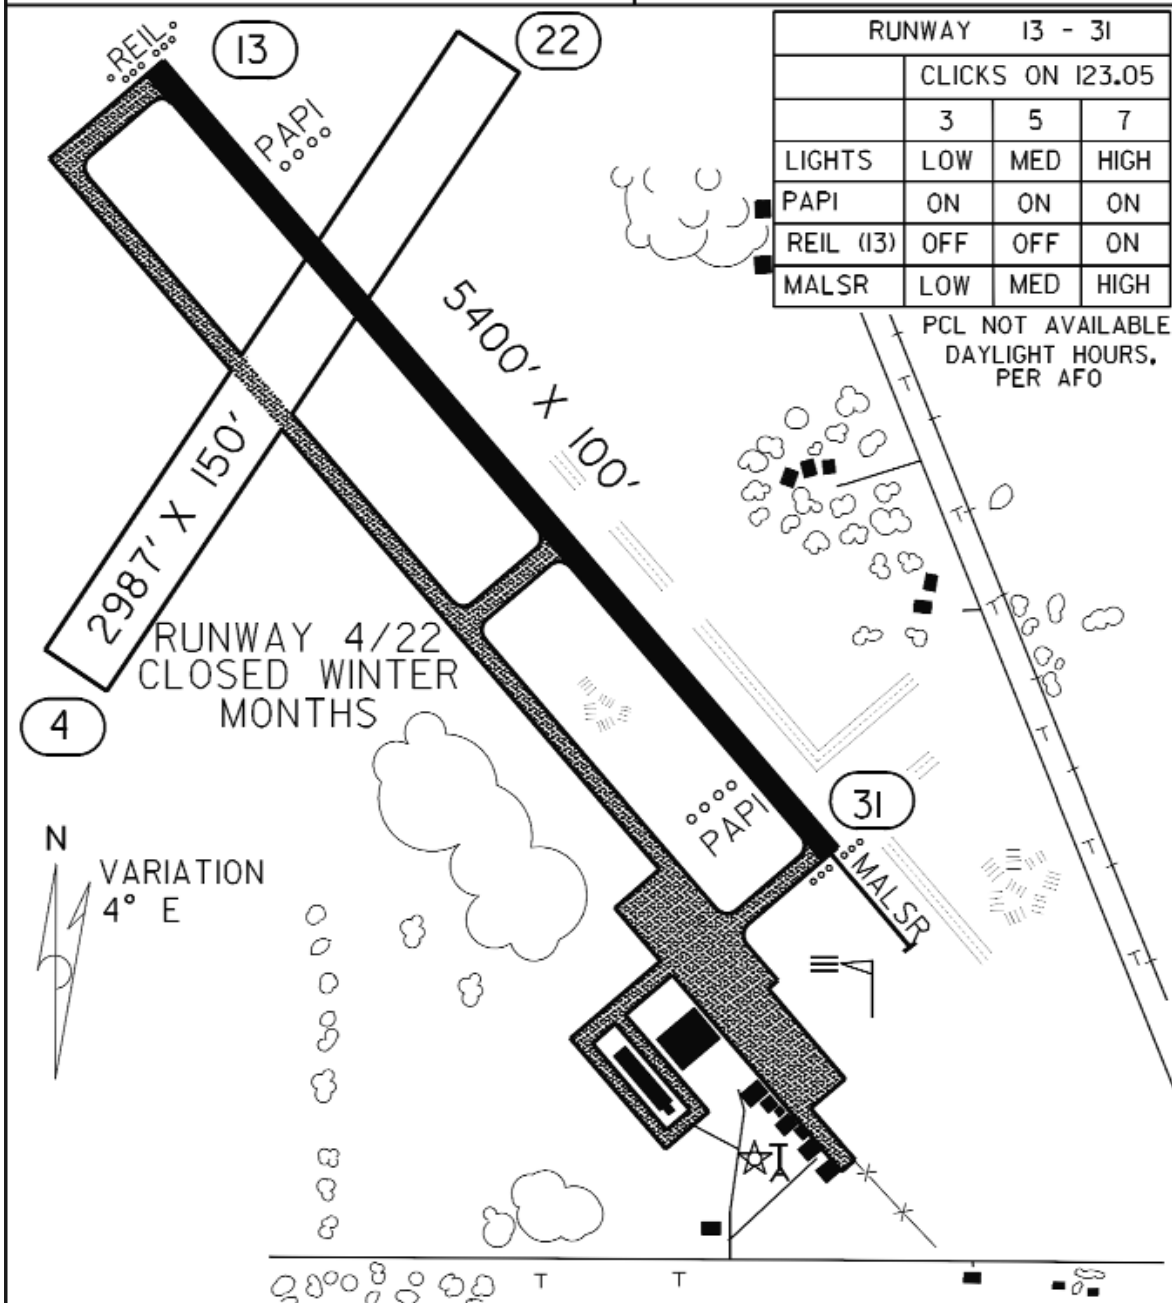 REIL
13
22
PAPI
RUNWAY 13 - 31
CLICKS ON 123.05
3 5 7
LIGHTS LOW MED HIGH
PAPI ON ON ON
REIL (13) OFF OFF ON
MALSR LOW MED HIGH
PCL NOT AVAILABLE
DAYLIGHT HOURS.
PER AFO
5400' X 100'
2987' X 150'
RUNWAY 4/22
CLOSED WINTER
MONTHS
4
PAPI
31
MALSR
N
VARIATION
4° E
T
T
T
T
T
T
T
T